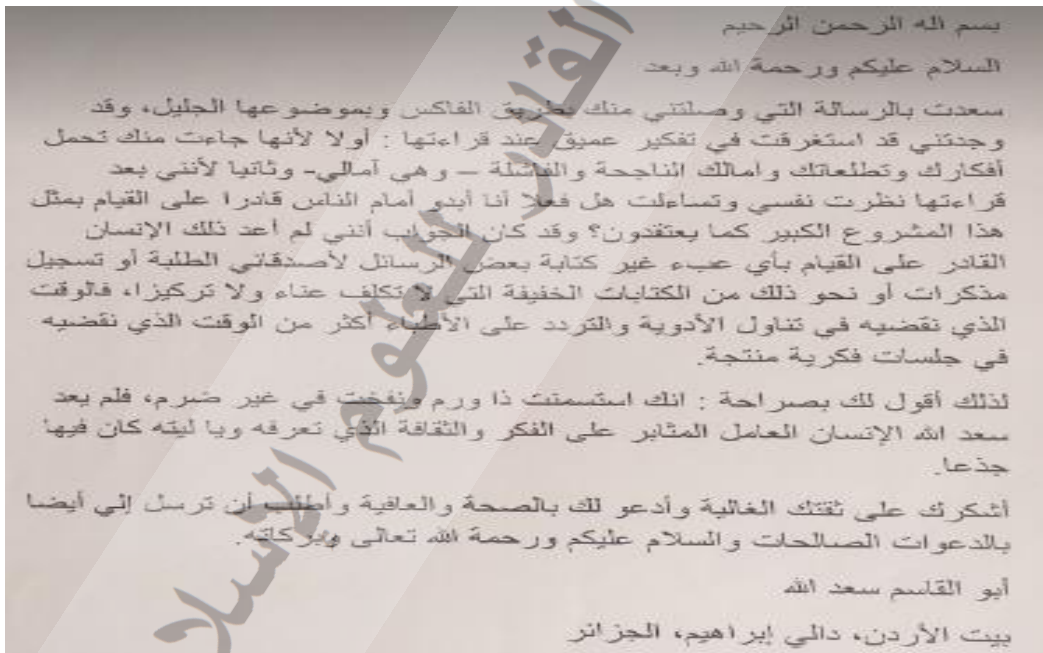 بسم اله الرحمن الرحيم
السلام عليكم ورحمة الله وبعد
سعدت بالرسالة التي وصلتني منك بطريق الفاكس وبموضوعها الجليل، وقد
وجدتني قد استغرقت في تفكير عميق عند قراءتها : أولا لأنها جاءت منك تحمل
أفكارك وتطلعاتك وامالك الناجحة والفاشلة – وهي آمالي- وثانيا لأنني بعد
قراءتها نظرت نفسي وتساءلت هل فعلا أنا أبدو أمام الناس قادرا على القيام بمثل
هذا المشروع الكبير كما يعتقدون؟ وقد كان الجواب أنني لم أعد ذلك الإنسان
القادر على القيام بأي عبء غير كتابة بعض الرسائل لأصدقائي الطلبة أو تسجيل
مذكرات أو نحو ذلك من الكتابات الخفيفة التي لا تكلف عناء ولا تركيزا، فالوقت
الذي نقضيه في تناول الأدوية والتردد على الأطباء أكثر من الوقت الذي نقضيه
في جلسات فكرية منتجة.
لذلك أقول لك بصراحة : انك استسمنت ذا ورم ونفخت في غير ضرم، فلم يعد
سعد الله الإنسان العامل المثابر على الفكر والثقافة الذي تعرفه ويا ليته كان فيها
جذعا.
أشكرك على ثقتك الغالية وأدعو لك بالصحة والعافية وأطلب أن ترسل إلي أيضا
بالدعوات الصالحات والسلام عليكم ورحمة الله تعالى وبركاته.
أبو القاسم سعد الله
بيت الأردن، دالي إبراهيم، الجزائر
القادر للعلوم الاسلا